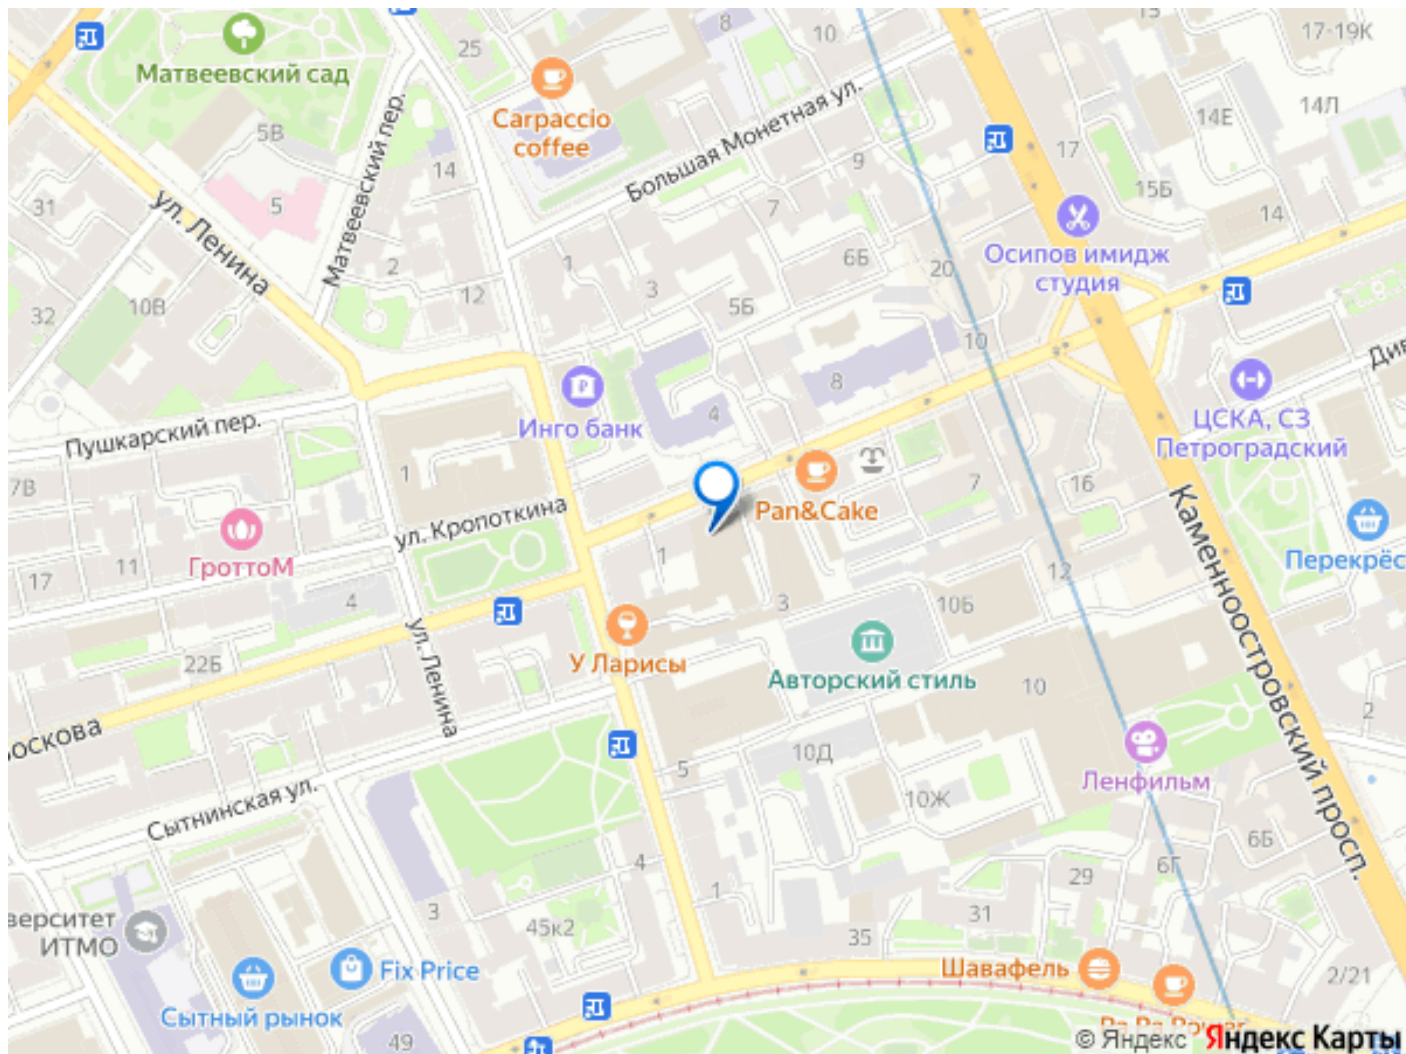 8
10
15
17-19К
25
Матвеевский сад
Carpaccio
coffee
Большая Монетная ул.
14Е
14Л
5В
Матвеевский пер.
14
9
17
15Б
31
5
ул. Ленина
7
14
2
1
6Б
20
Осипов имидж
студия
12
3
5Б
10В
32
10
8
Инго банк
4
ЦСКА, СЗ
Петроградский
Пушкарский пер.
1
7В
7
16
Pan&Cake
ул. Кропоткина
Каменноостровский просп.
ГроттоМ
11
17
1
12
Перекрёс
4
3
10Б
У Ларисы
22Б
ул. Ленина
Авторский стиль
10
2
оскова
10Д
5
Ленфильм
Сытнинская ул.
10Ж
6Б
4
6Г
29
1
3
31
верситет
ИТМО
45к2
35
Fix Price
Шавафель
2/21
Сытный рынок
49
© Яндекс Яндекс Карты